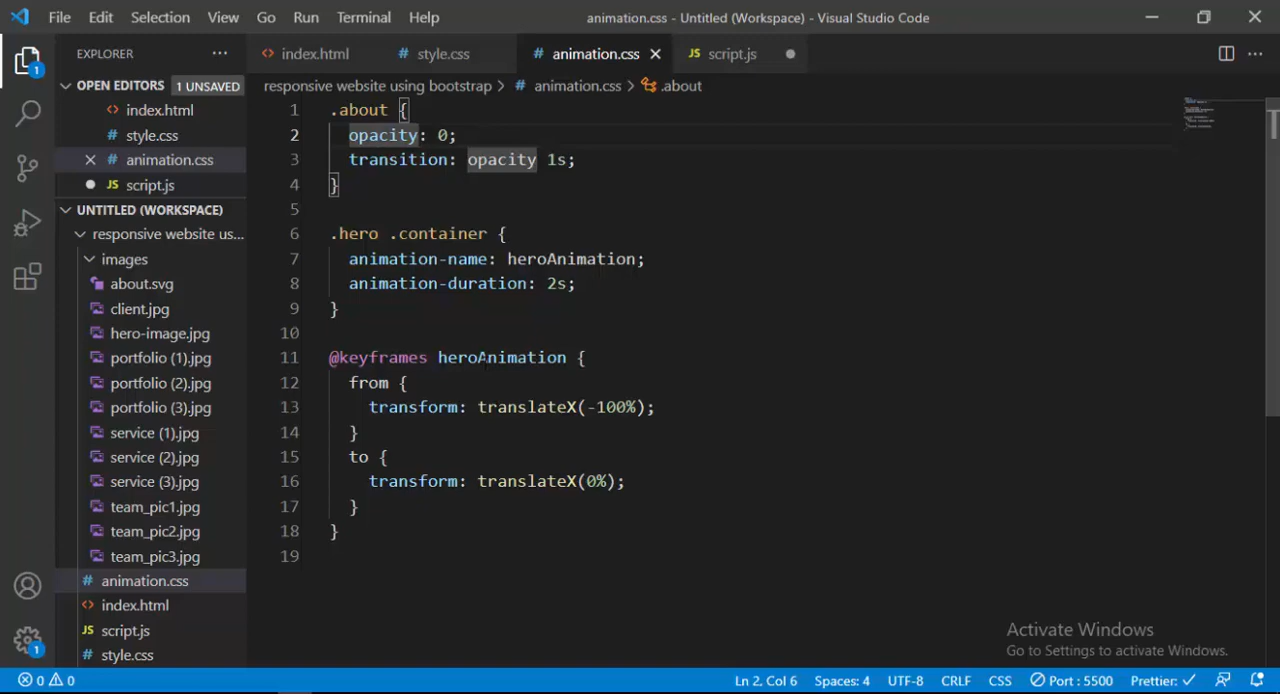 File Edit Selection View Go Run Terminal Help animation.css - Untitled (Workspace) - Visual Studio Code
EXPLORER ··· index.html style.css animation.css script.js ···
OPEN EDITORS 1 UNSAVED
responsive website using bootstrap > animation.css > .about
index.html
style.css
animation.css
script.js
UNTITLED (WORKSPACE)
responsive website us...
images
about.svg
client.jpg
hero-image.jpg
portfolio (1).jpg
portfolio (2).jpg
portfolio (3).jpg
service (1).jpg
service (2).jpg
service (3).jpg
team_pic1.jpg
team_pic2.jpg
team_pic3.jpg
animation.css
index.html
script.js
style.css
1 .about {
2 opacity: 0;
3 transition: opacity 1s;
4 }
5
6 .hero .container {
7 animation-name: heroAnimation;
8 animation-duration: 2s;
9 }
10
11 @keyframes heroAnimation {
12 from {
13 transform: translateX(-100%);
14 }
15 to {
16 transform: translateX(0%);
17 }
18 }
19
1
1
Activate Windows
Go to Settings to activate Windows.
0 0 Ln 2, Col 6 Spaces: 4 UTF-8 CRLF CSS Port : 5500 Prettier: ✓